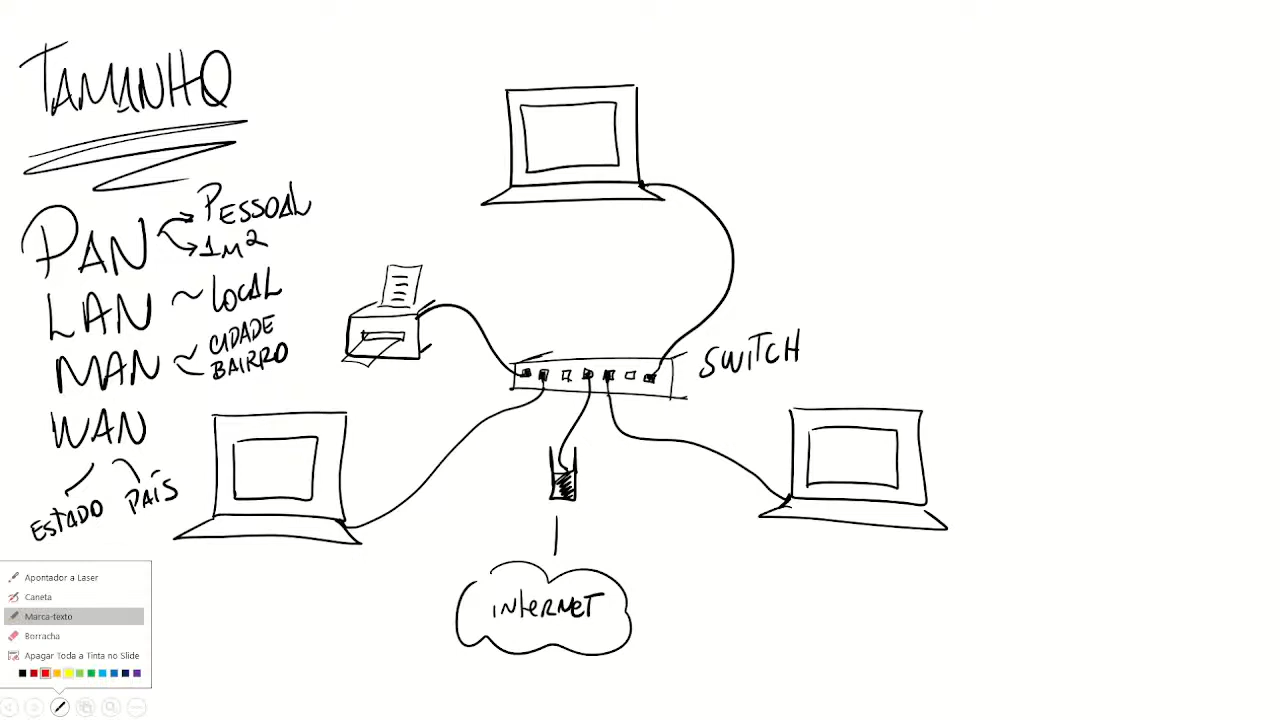 TAMANHO
PAN
PESSOAL
1M²
LAN
LOCAL
MAN
CIDADE
BAIRRO
WAN
ESTADO
PAÍS
SWITCH
INTERNET
Apontador a Laser
Caneta
Marca-texto
Borracha
Apagar Toda a Tinta no Slide